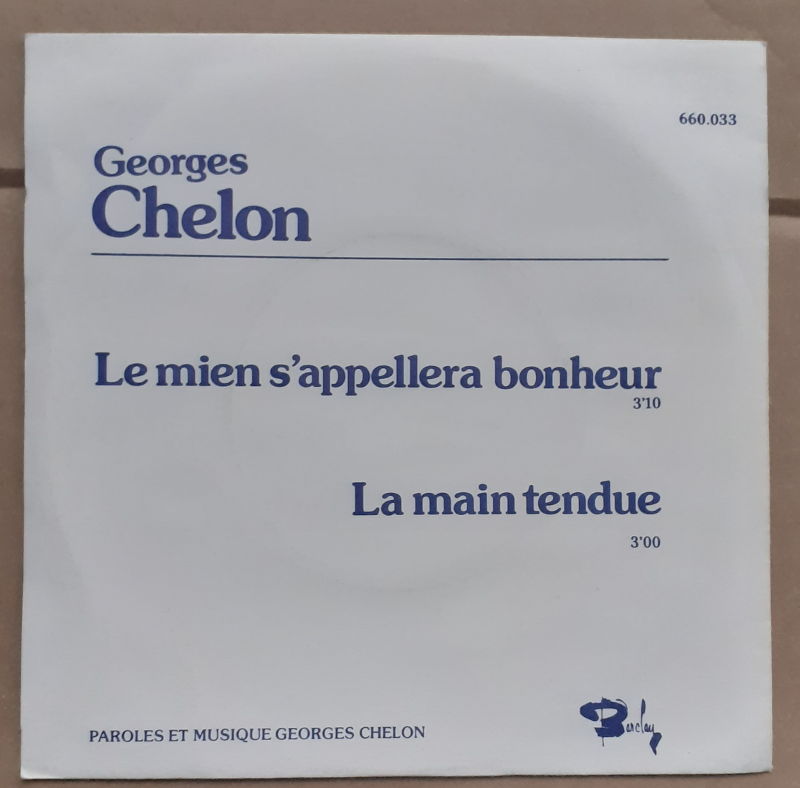 660.033
Georges
Chelon
Le mien s'appellera bonheur
3'10
La main tendue
3'00
PAROLES ET MUSIQUE GEORGES CHELON
Barclay